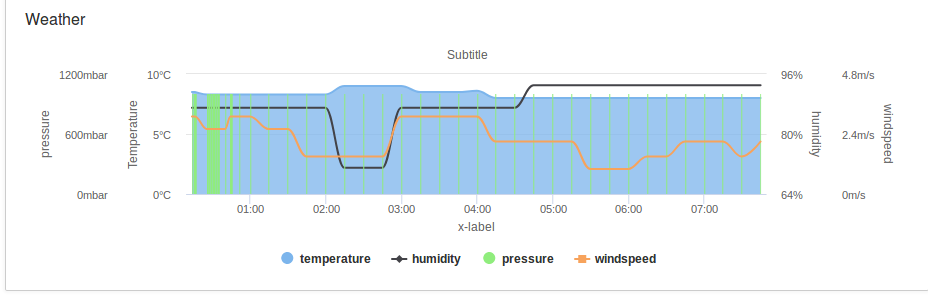 Weather
Subtitle
1200mbar 10°C 96% 4.8m/s
pressure Temperature humidity windspeed
600mbar 5°C 80% 2.4m/s
0mbar 0°C 64% 0m/s
01:00 02:00 03:00 04:00 05:00 06:00 07:00
x-label
temperature humidity pressure windspeed